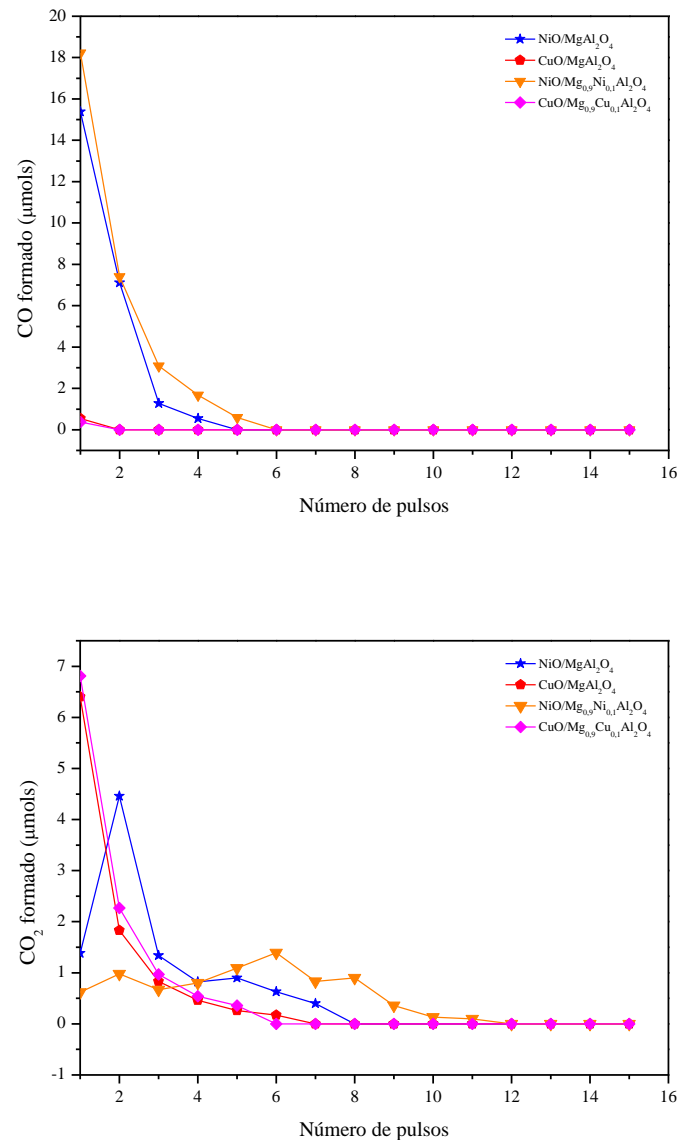 20
18
16
14
12
10
8
6
4
2
0
CO formado (μmols)
NiO/MgAl₂O₄
CuO/MgAl₂O₄
NiO/Mg₀,₉Ni₀,₁Al₂O₄
CuO/Mg₀,₉Cu₀,₁Al₂O₄
2 4 6 8 10 12 14 16
Número de pulsos
7
6
5
4
3
2
1
0
-1
CO₂ formado (μmols)
NiO/MgAl₂O₄
CuO/MgAl₂O₄
NiO/Mg₀,₉Ni₀,₁Al₂O₄
CuO/Mg₀,₉Cu₀,₁Al₂O₄
2 4 6 8 10 12 14 16
Número de pulsos